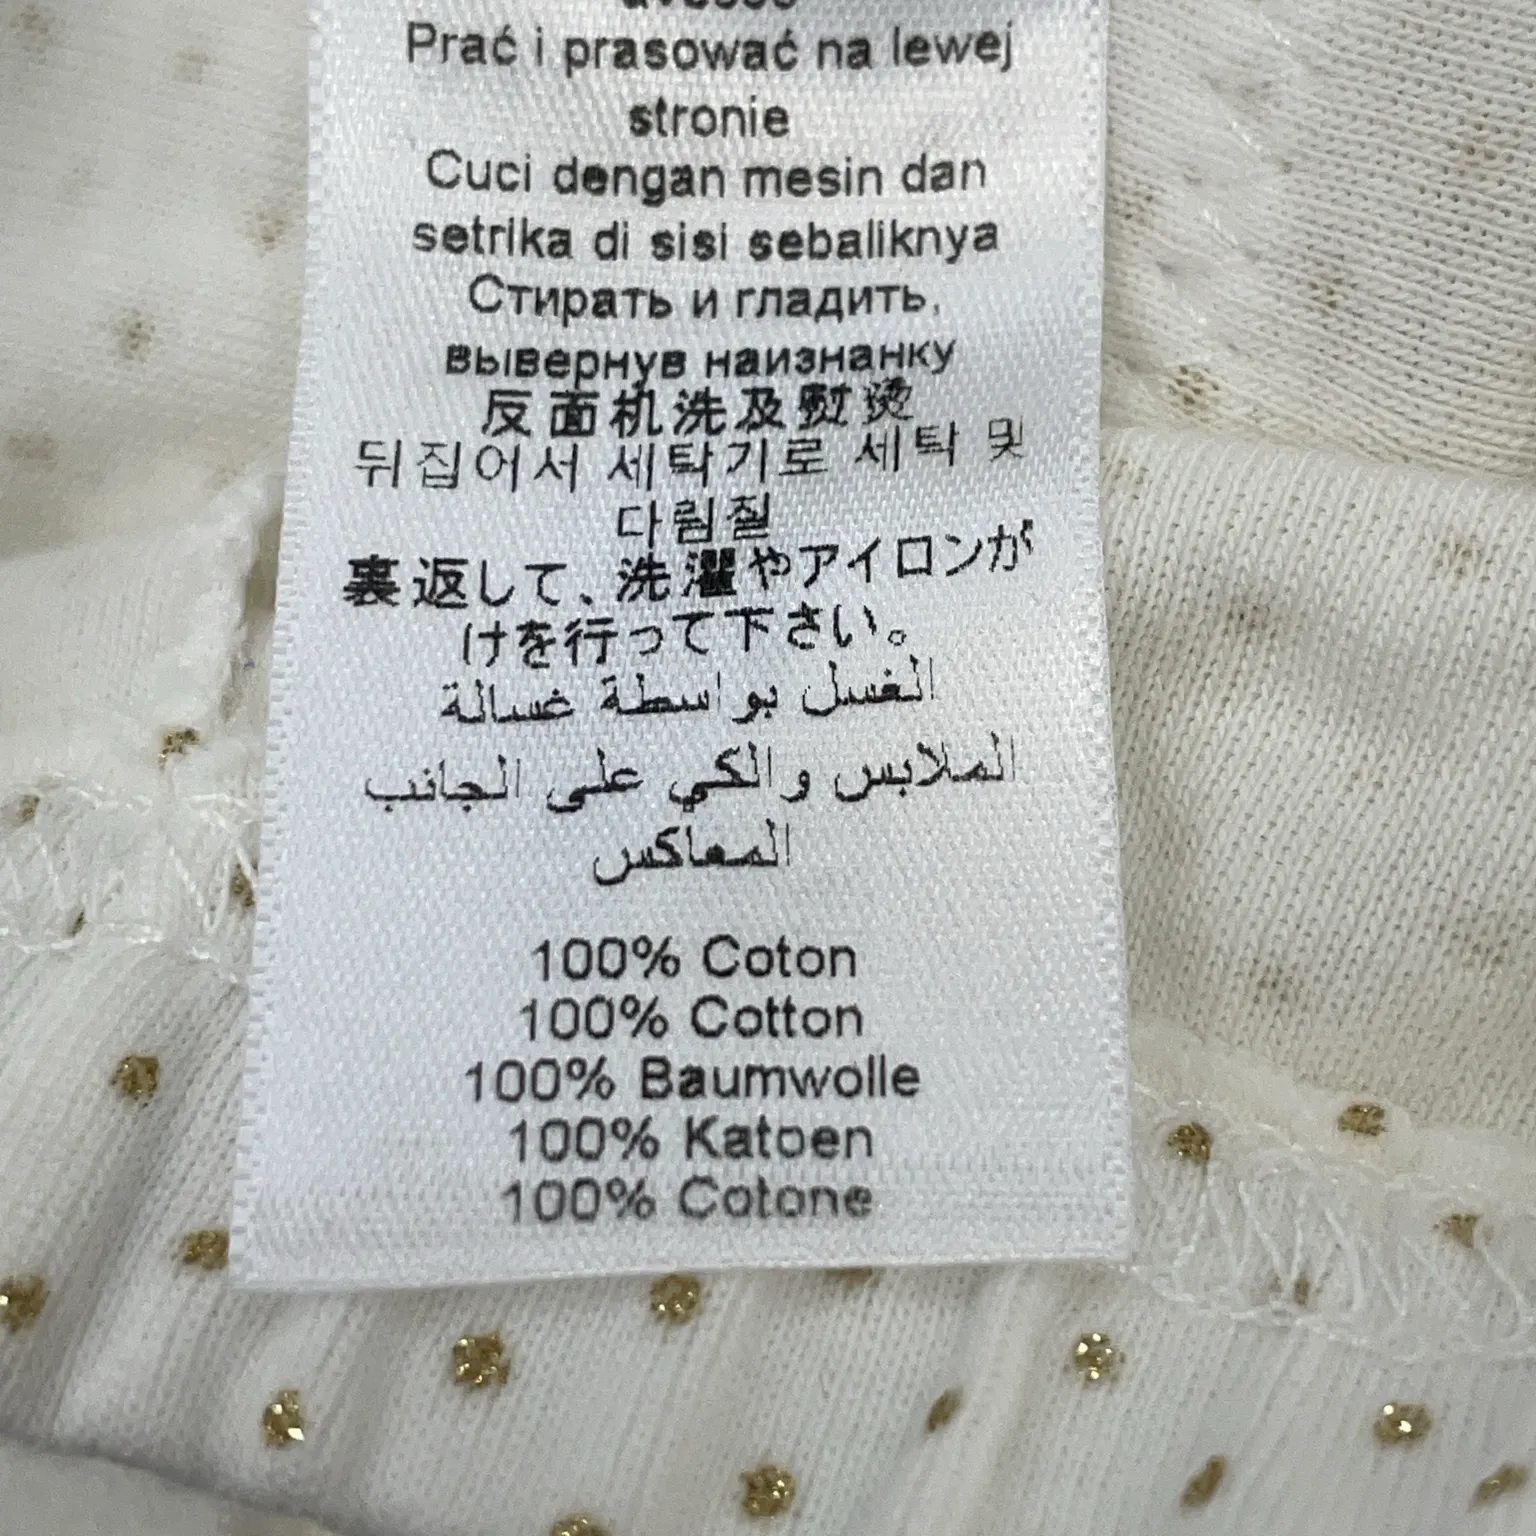 Prać i prasować na lewej
stronie
Cuci dengan mesin dan
setrika di sisi sebaliknya
Стирать и гладить,
вывернув наизнанку
反面机洗及熨烫
뒤집어서 세탁기로 세탁 및
다림질
裏返して、洗濯やアイロンが
けを行って下さい。
الغسل بواسطة غسالة
الملابس والكي على الجانب
المعاكس
100% Coton
100% Cotton
100% Baumwolle
100% Katoen
100% Cotone